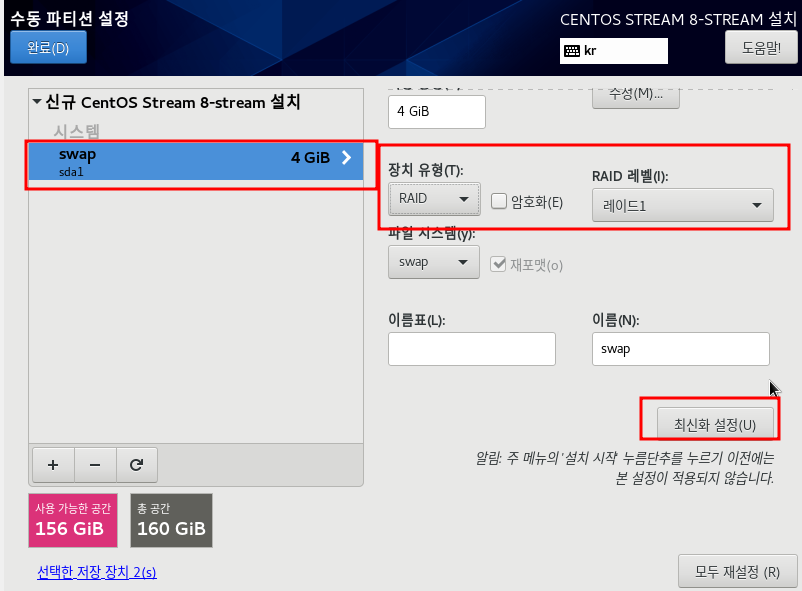 수동 파티션 설정
CENTOS STREAM 8-STREAM 설치
완료(D)
kr
도움말!
신규 CentOS Stream 8-stream 설치
시스템
swap
4 GiB
sda1
수정(M)...
4 GiB
장치 유형(T):
RAID 레벨(I):
RAID
암호화(E)
레이드1
파일 시스템(y):
swap
재포맷(o)
이름표(L):
이름(N):
swap
최신화 설정(U)
알림: 주 메뉴의 '설치 시작' 누름단추를 누르기 이전에는
본 설정이 적용되지 않습니다.
사용 가능한 공간
156 GiB
총 공간
160 GiB
선택한 저장 장치 2(s)
모두 재설정 (R)